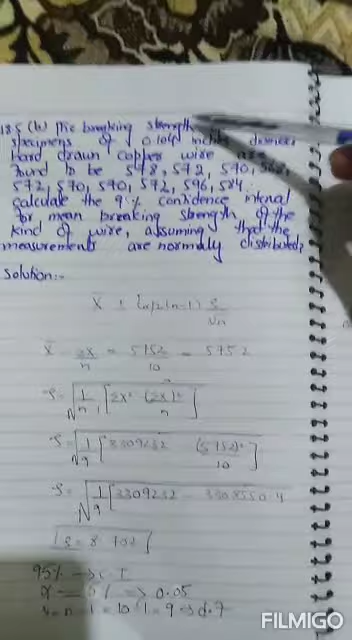 18.5 (b) The breaking strength
specimens of 0.104 inches diameter
hard drawn copper wire are
found to be 578, 572, 570, 568,
572, 570, 570, 572, 596, 584.
calculate the 95% confidence interval
for mean breaking strength of the
kind of wire, assuming that the
measurements are normaly distributed?
Solution:-
X̄ ± tα/2(n-1) S/√n
X̄ = ΣX/n = 5752/10 = 575.2
S = √1/n-1 [ΣX² - (ΣX)²/n]
S = √1/9 [3309232 - (5752)²/10]
S = √1/9 [3309232 - 3308550.4]
S = 8.702
95% → C.I
α = 0.05
n-1 = 10-1 = 9 → d.f
FILMIGO